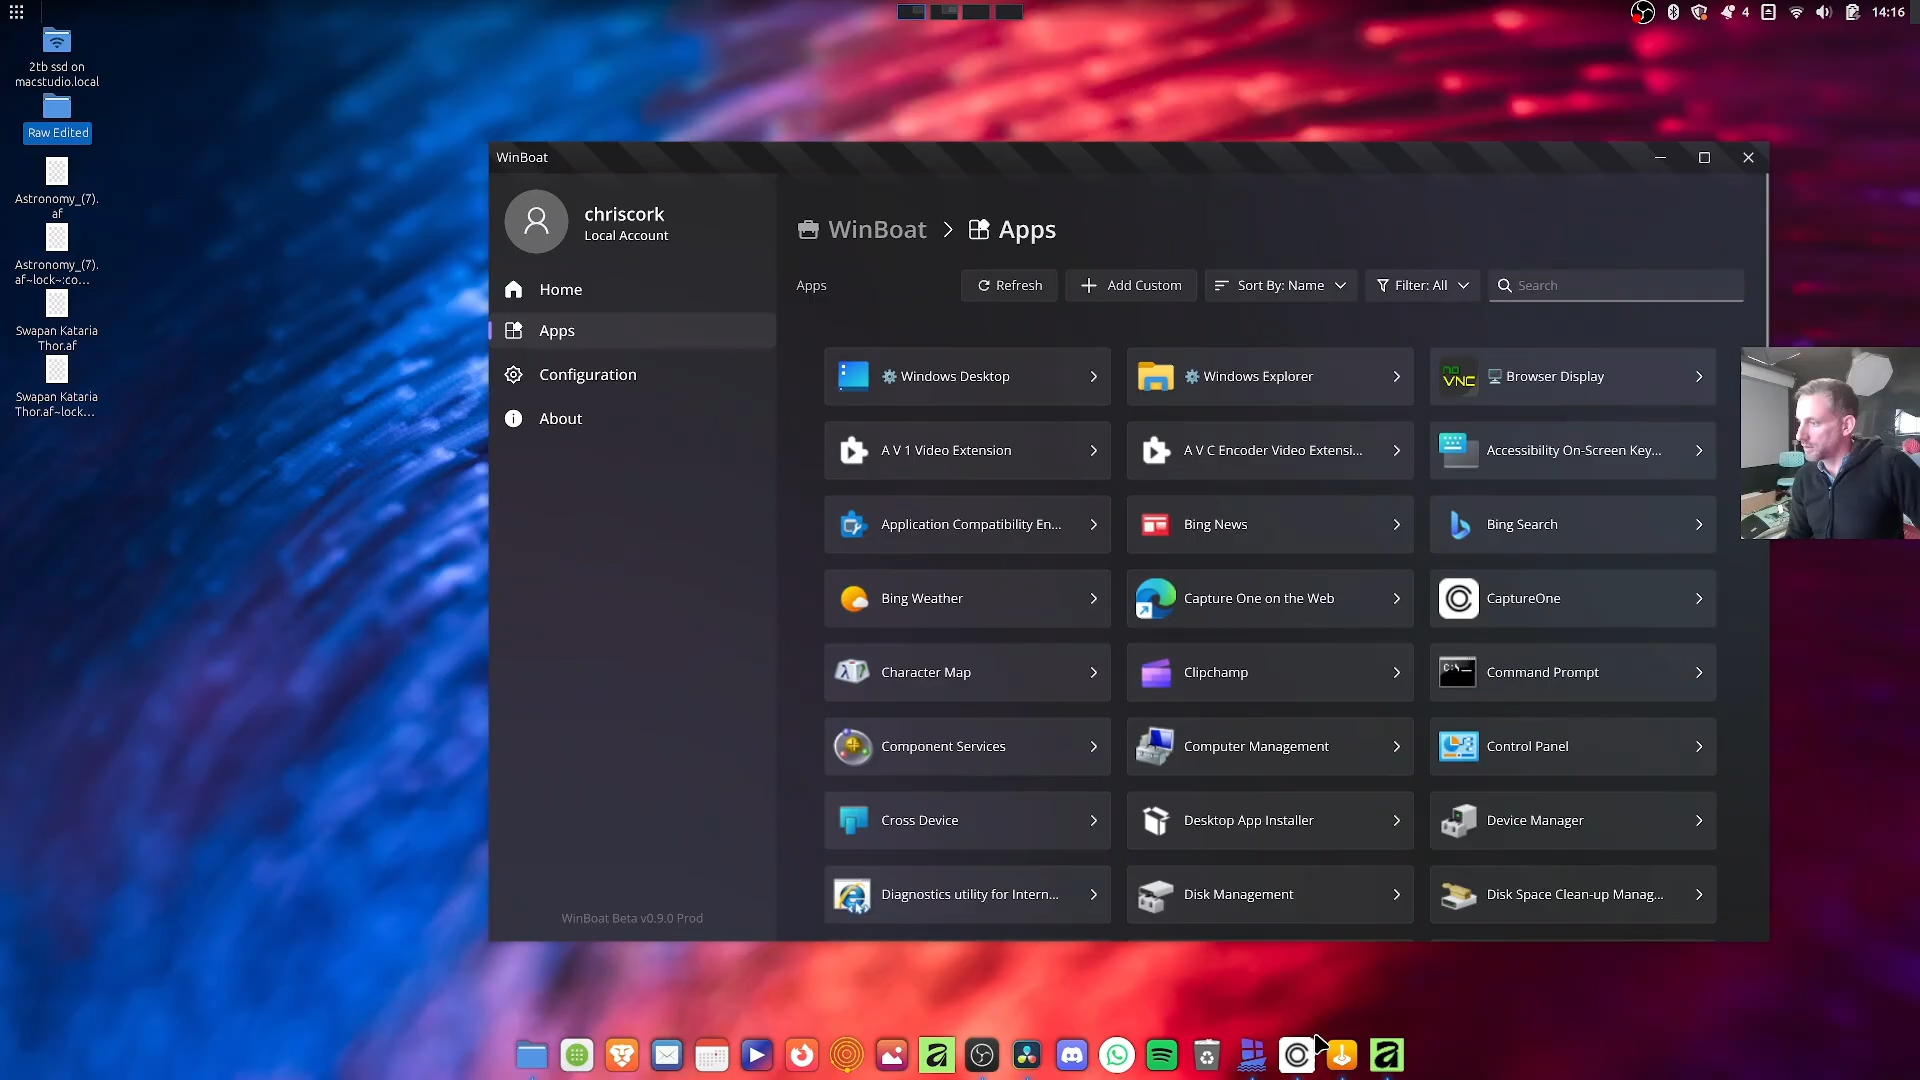 4
14:16
2tb ssd on
macstudio.local
Raw Edited
Astronomy_(7).
af
Astronomy_(7).
af~lock~:co...
Swapan Kataria
Thor.af
Swapan Kataria
Thor.af~lock...
WinBoat
chriscork
Local Account
Home
Apps
Configuration
About
WinBoat Beta v0.9.0 Prod
WinBoat > Apps
Apps
Refresh
Add Custom
Sort By: Name
Filter: All
Search
Windows Desktop
Windows Explorer
noVNC
Browser Display
A V 1 Video Extension
A V C Encoder Video Extensi...
Accessibility On-Screen Key...
Application Compatibility En...
Bing News
Bing Search
Bing Weather
Capture One on the Web
CaptureOne
Character Map
Clipchamp
Command Prompt
Component Services
Computer Management
Control Panel
Cross Device
Desktop App Installer
Device Manager
Diagnostics utility for Intern...
Disk Management
Disk Space Clean-up Manag...